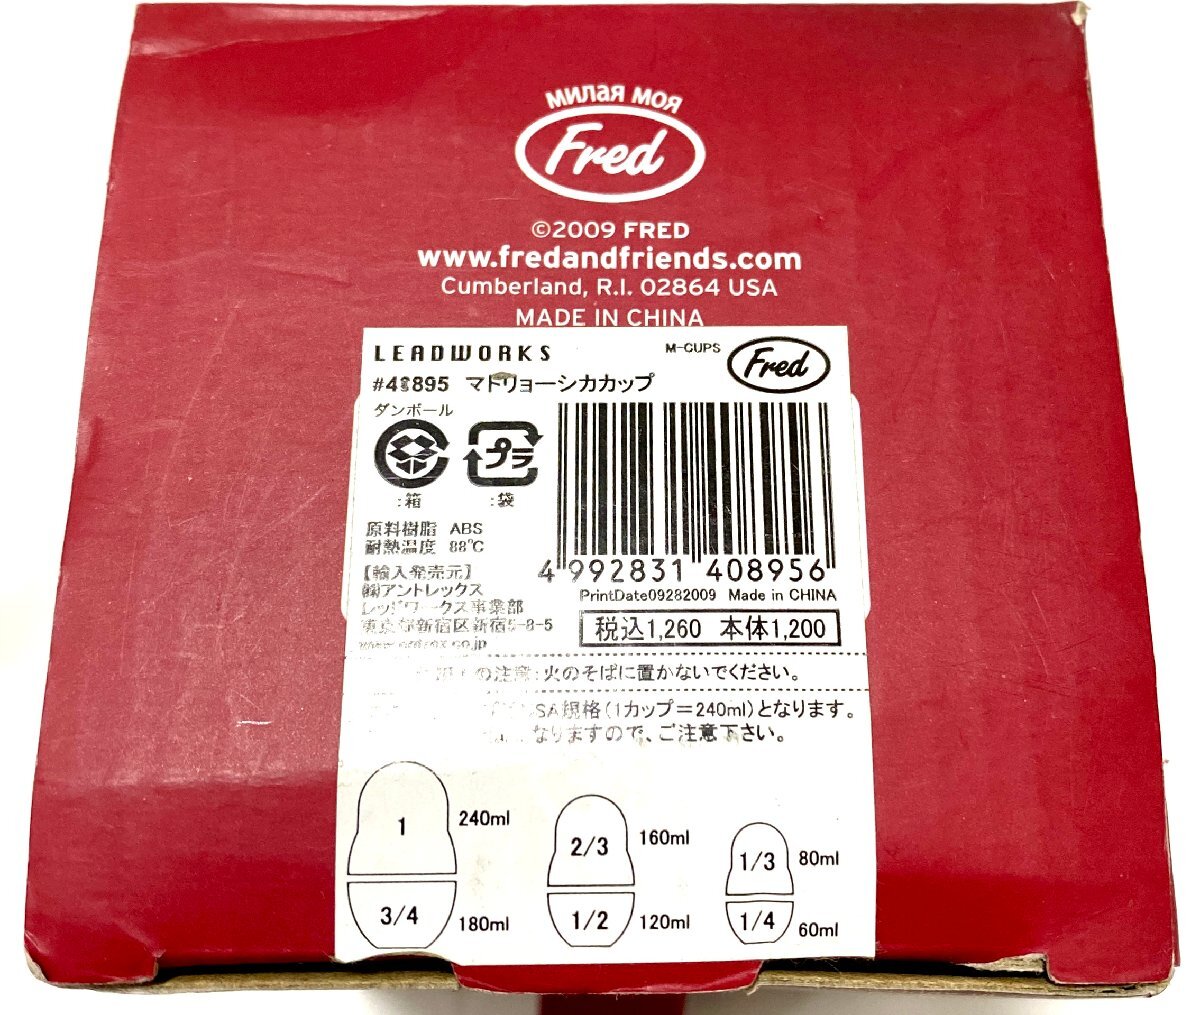 милая моя
Fred
©2009 FRED
www.fredandfriends.com
Cumberland, R.I. 02864 USA
MADE IN CHINA
LEADWORKS M-CUPS Fred
マトリョーシカカップ
ダンボール
プラ
:箱 :袋
原料樹脂 ABS
耐熱温度 88℃
【輸入発売元】
㈱アントレックス
レッドワークス事業部
東京都新宿区新宿5-8-5
4 992831 408956
PrintDate09282009 Made in CHINA
税込1,260 本体1,200
の注意:火のそばに置かないでください。
USA規格(1カップ=240ml)となります。
なりますので、ご注意下さい。
1 240ml
3/4 180ml
2/3 160ml
1/2 120ml
1/3 80ml
1/4 60ml